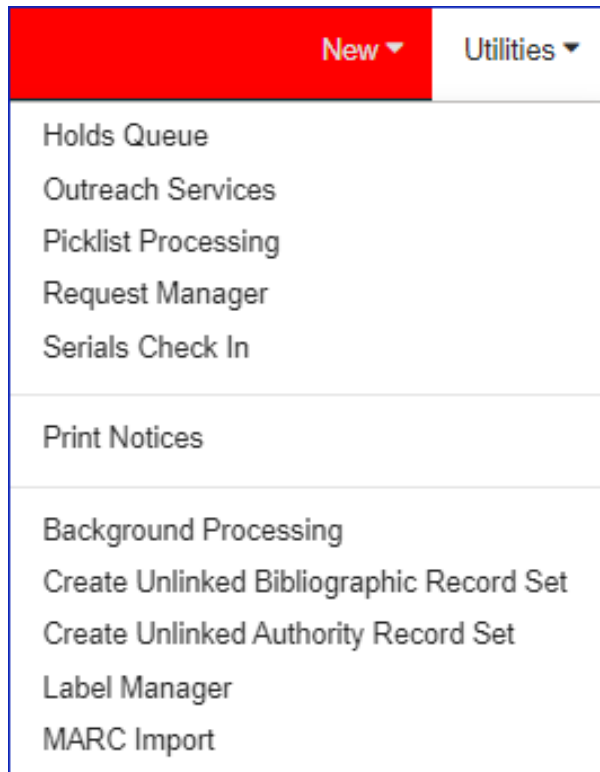 New Utilities
Holds Queue
Outreach Services
Picklist Processing
Request Manager
Serials Check In
Print Notices
Background Processing
Create Unlinked Bibliographic Record Set
Create Unlinked Authority Record Set
Label Manager
MARC Import